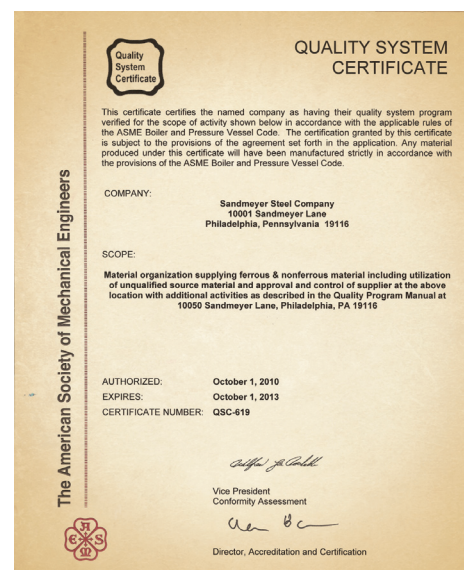 Quality
System
Certificate
QUALITY SYSTEM
CERTIFICATE
This certificate certifies the named company as having their quality system program
verified for the scope of activity shown below in accordance with the applicable rules of
the ASME Boiler and Pressure Vessel Code. The certification granted by this certificate
is subject to the provisions of the agreement set forth in the application. Any material
produced under this certificate will have been manufactured strictly in accordance with
the provisions of the ASME Boiler and Pressure Vessel Code.
COMPANY:
Sandmeyer Steel Company
10001 Sandmeyer Lane
Philadelphia, Pennsylvania 19116
SCOPE:
Material organization supplying ferrous & nonferrous material including utilization
of unqualified source material and approval and control of supplier at the above
location with additional activities as described in the Quality Program Manual at
10050 Sandmeyer Lane, Philadelphia, PA 19116
AUTHORIZED: October 1, 2010
EXPIRES: October 1, 2013
CERTIFICATE NUMBER: QSC-619
Vice President
Conformity Assessment
Director, Accreditation and Certification
The American Society of Mechanical Engineers
A
E S
M